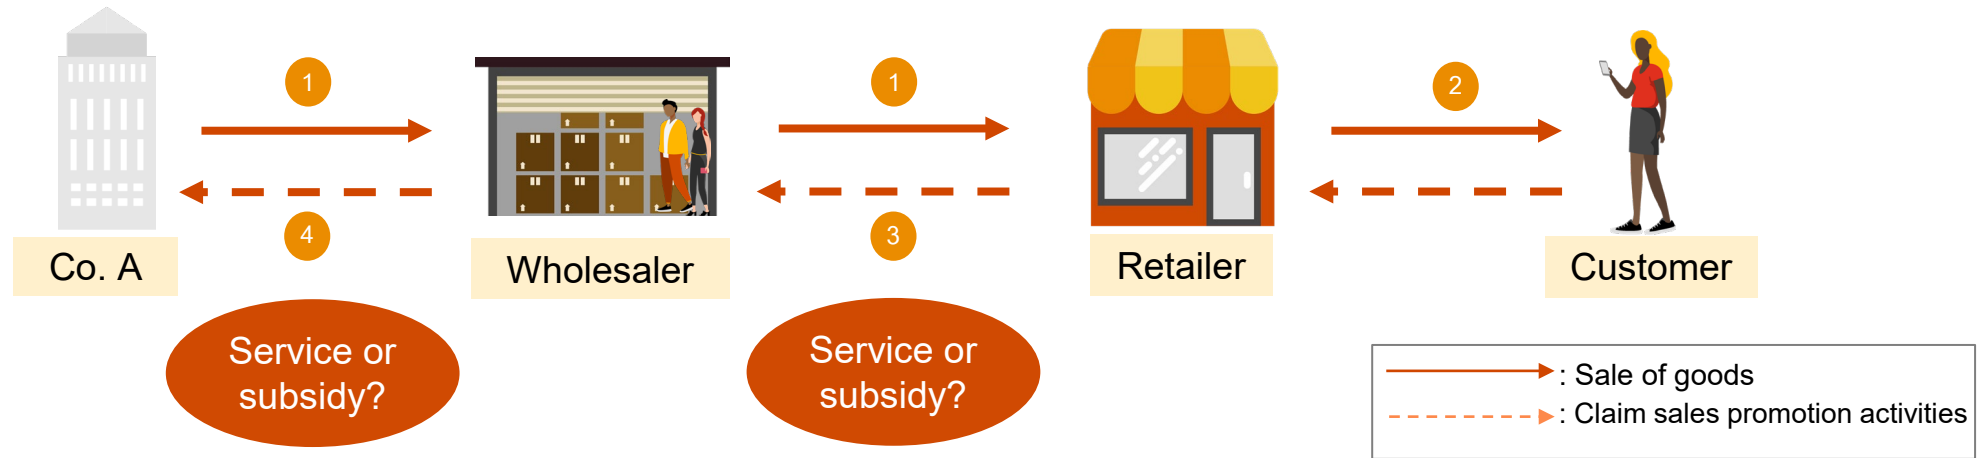 1
1
2
4
3
Co. A
Wholesaler
Retailer
Customer
Service or
subsidy?
Service or
subsidy?
: Sale of goods
: Claim sales promotion activities